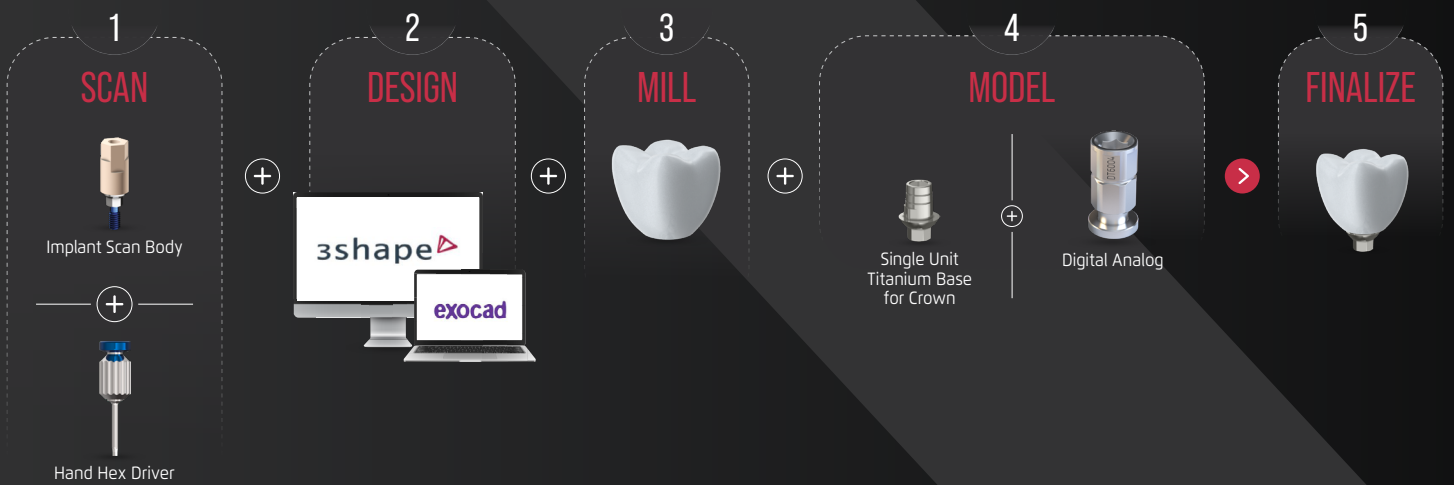 1
SCAN
Implant Scan Body
Hand Hex Driver
2
DESIGN
3shape
exocad
3
MILL
4
MODEL
Single Unit
Titanium Base
for Crown
DT6004
Digital Analog
5
FINALIZE